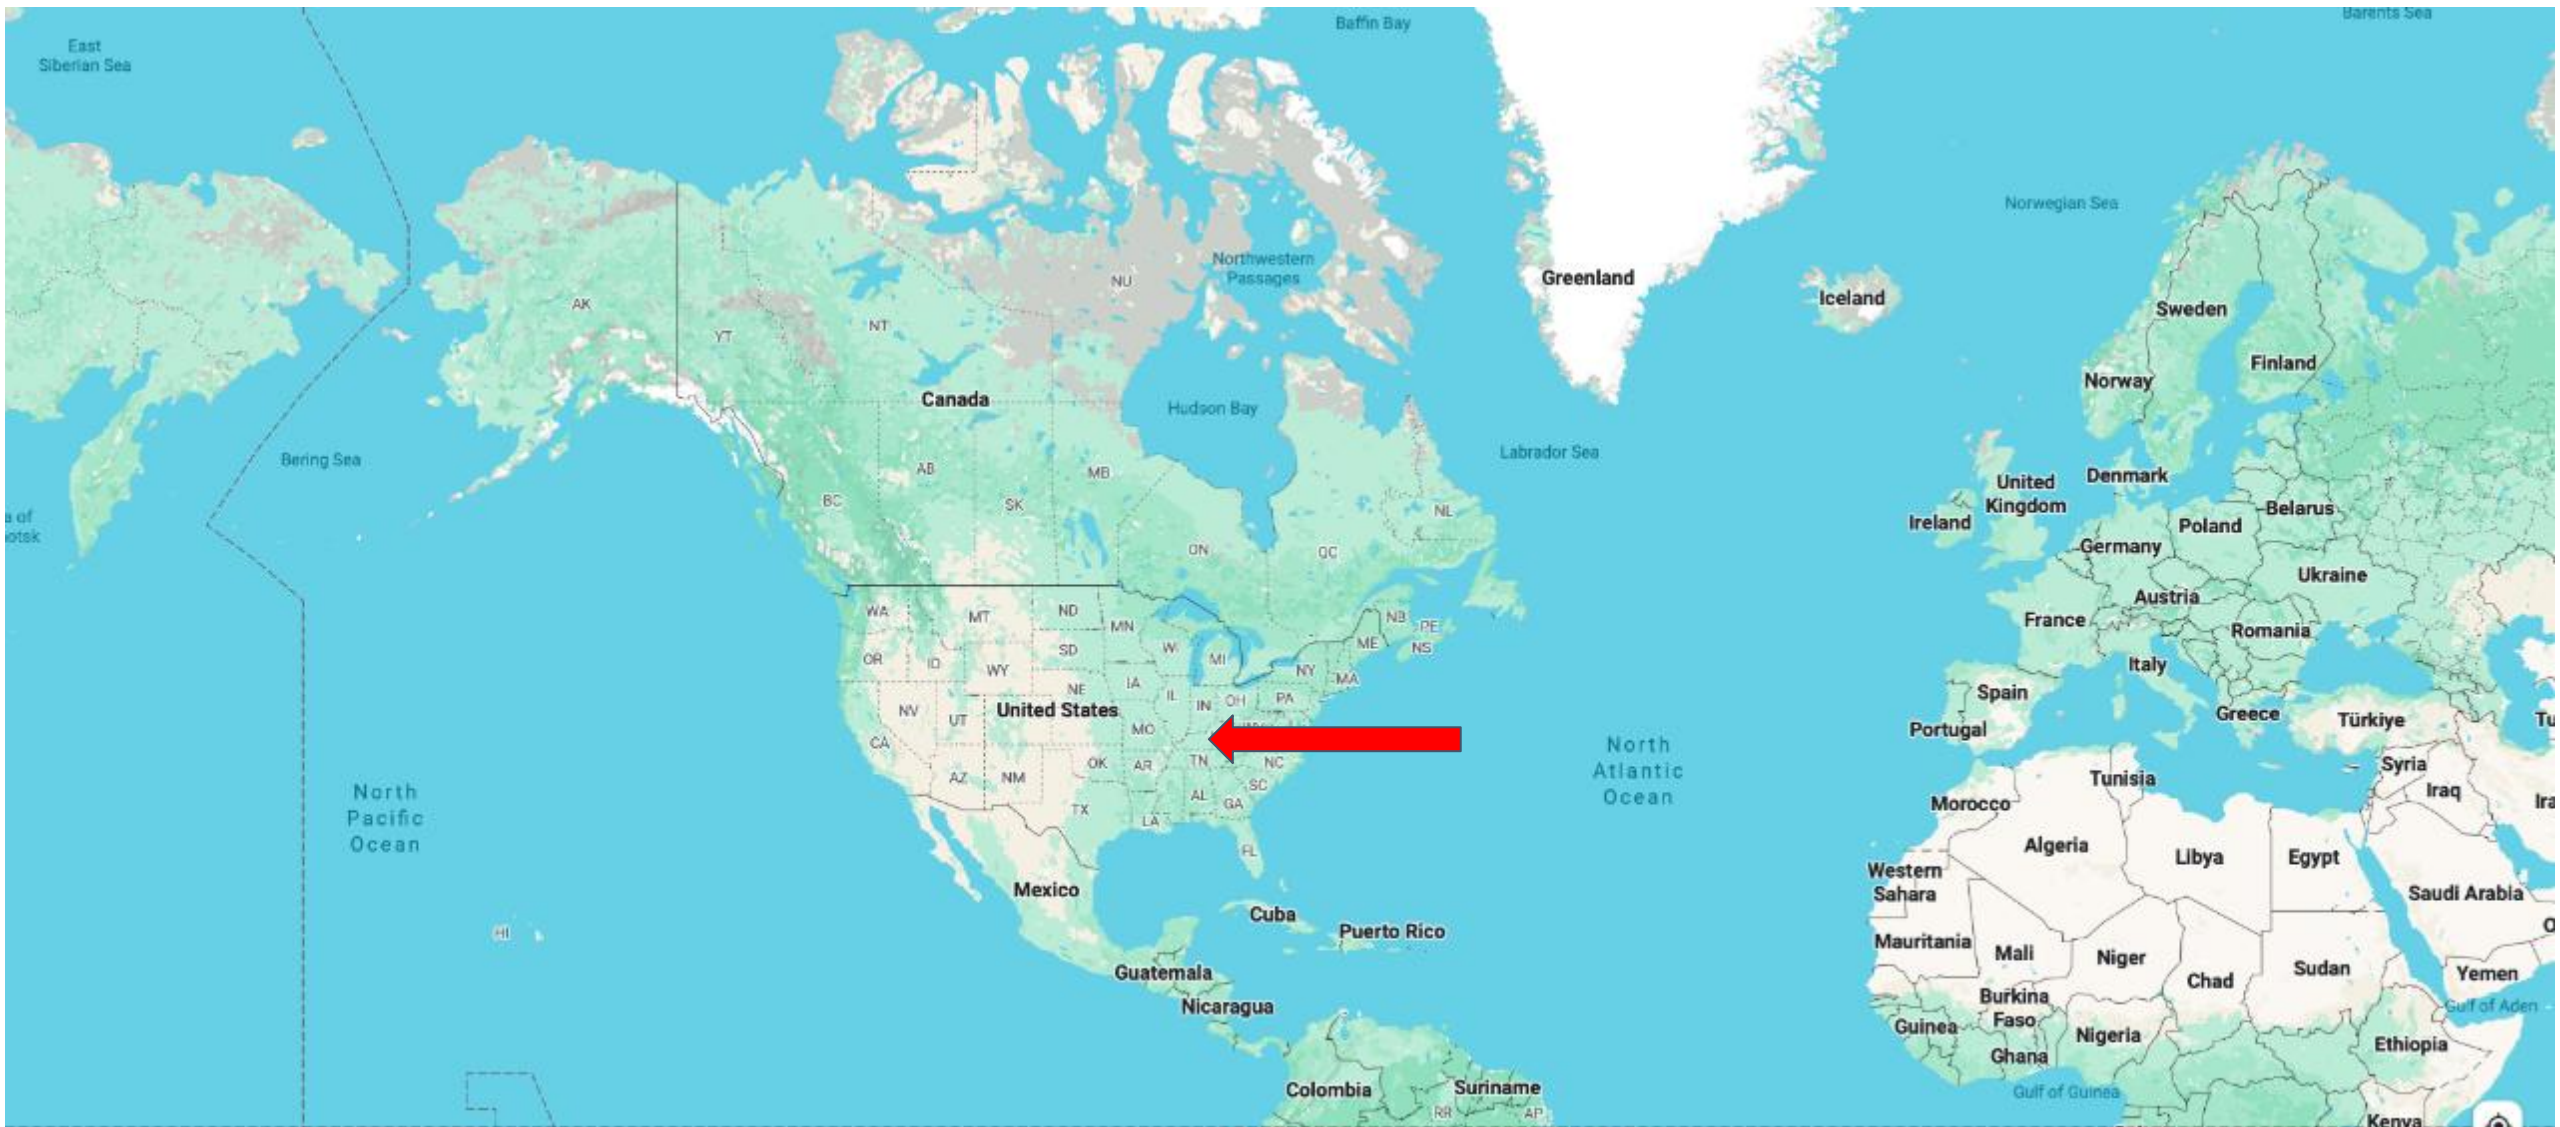 Baffin Bay
Barents Sea
East
Siberian Sea
Norwegian Sea
Northwestern
Passages
NU
Greenland
Iceland
AK
NT
YT
Sweden
Finland
Norway
Canada
Hudson Bay
Labrador Sea
Bering Sea
AB
MB
BC
SK
NL
United
Kingdom
Denmark
Ireland
Belarus
Poland
a of
otsk
ON
QC
Germany
Ukraine
Austria
France
Romania
WA
MT
ND
MN
NB
PE
ME
NS
OR
ID
WY
SD
WI
MI
NY
MA
Italy
Spain
Portugal
Greece
Türkiye
Tu
NE
IA
IL
IN
OH
PA
NV
UT
United States
MO
CA
AZ
NM
OK
AR
TN
NC
SC
TX
LA
AL
GA
FL
North
Atlantic
Ocean
North
Pacific
Ocean
Syria
Iraq
Ira
Tunisia
Morocco
Algeria
Libya
Egypt
Western
Sahara
Saudi Arabia
O
Mexico
Cuba
Puerto Rico
HI
Mauritania
Mali
Niger
Chad
Sudan
Yemen
Gulf of Aden
Guatemala
Nicaragua
Burkina
Faso
Guinea
Ghana
Nigeria
Ethiopia
Gulf of Guinea
Kenya
Colombia
Suriname
RR
AP